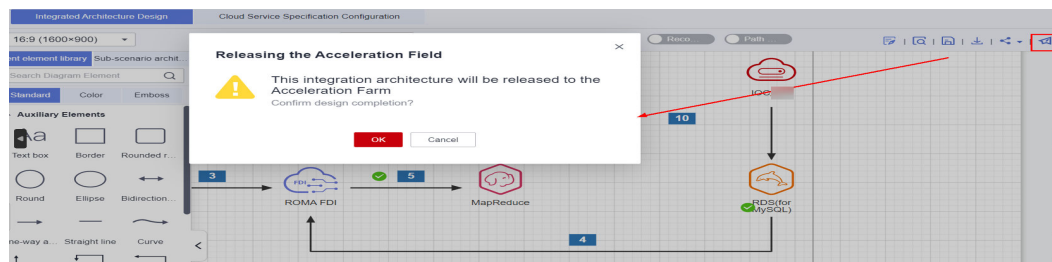 Integrated Architecture Design
Cloud Service Specification Configuration
16:9 (1600×900)
Reco...
Path ...
nt element library
Sub-scenario archit...
Search Diagram Element
Standard
Color
Emboss
Auxiliary Elements
Text box
Border
Rounded r...
Round
Ellipse
Bidirection...
ne-way a...
Straight line
Curve
Releasing the Acceleration Field
This integration architecture will be released to the
Acceleration Farm
Confirm design completion?
OK
Cancel
10
3
FDI
5
ROMA FDI
MapReduce
RDS(for
MySQL)
4